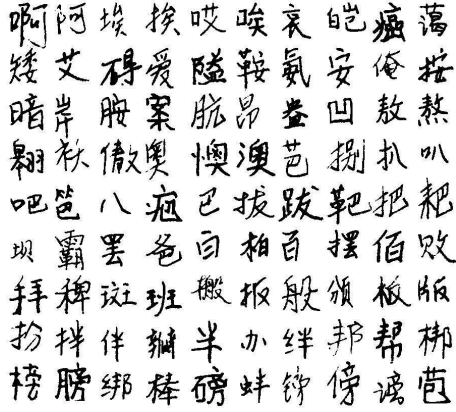 啊阿埃挨哎唉哀皑癌蔼
矮艾碍爱隘鞍氨安俺按
暗岸胺案肮昂盎凹敖熬
翱袄傲奥懊澳芭捌扒叭
吧笆八疤巴拔跋靶把耙
坝霸罢爸白柏百摆佰败
拜稗斑班搬扳般颁板版
扮拌伴瓣半办绊邦帮梆
榜膀绑棒磅蚌镑傍谤苞